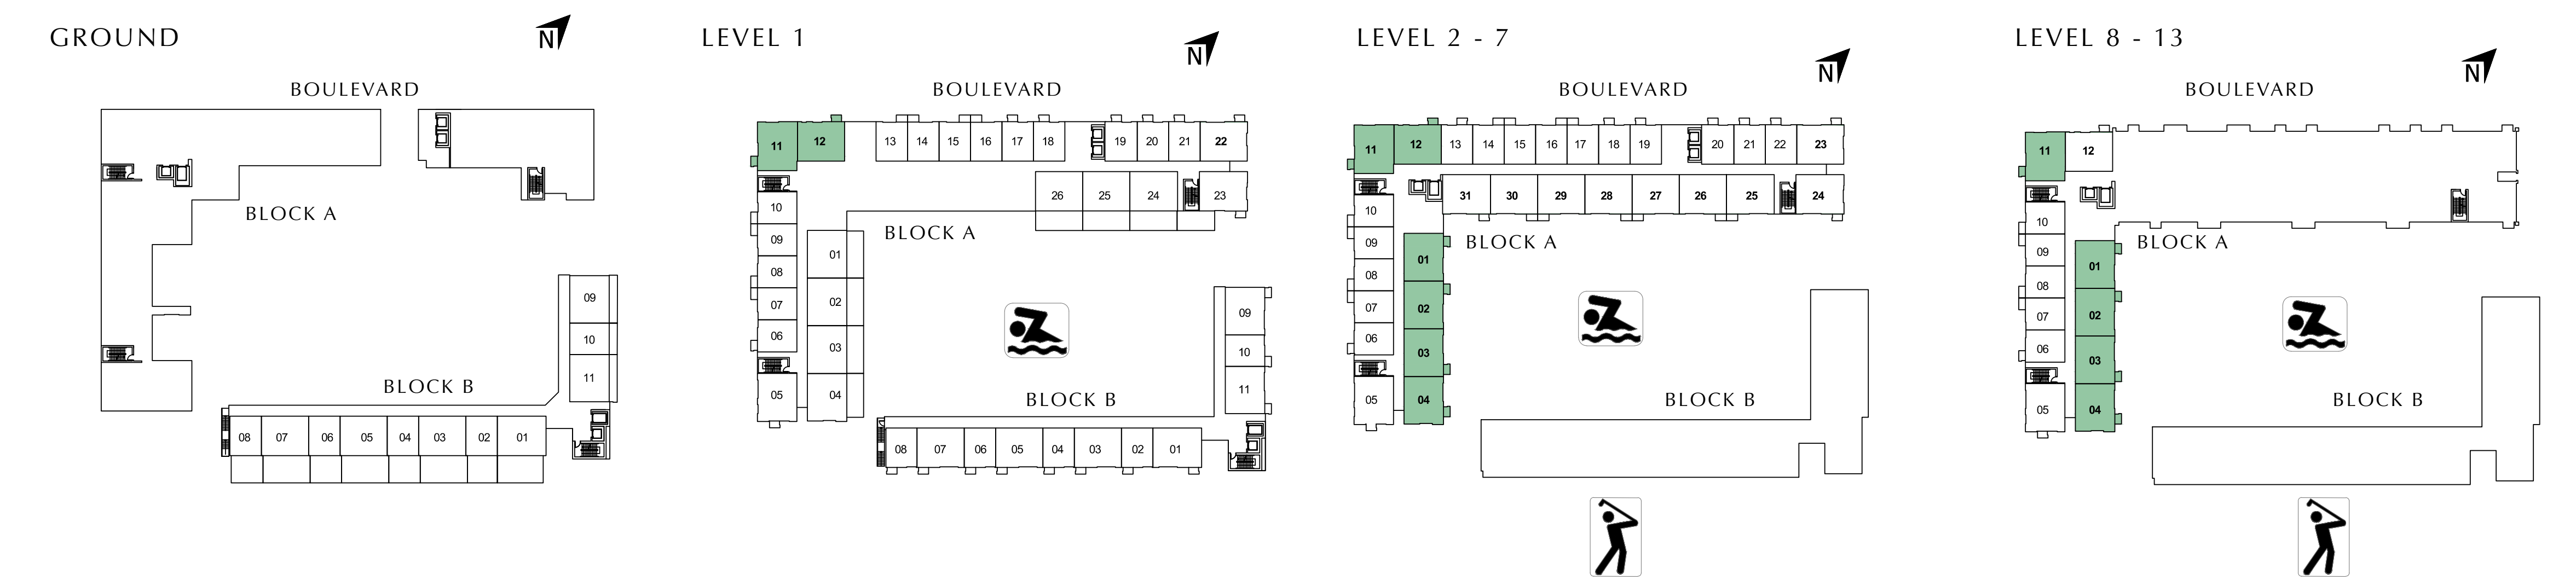 GROUND
N
BOULEVARD
BLOCK A
09
10
11
BLOCK B
08 07 06 05 04 03 02 01
LEVEL 1
N
BOULEVARD
11 12 13 14 15 16 17 18 19 20 21 22
26 25 24 23
10
09
08
07
06
05
01
02
03
04
BLOCK A
09
10
11
BLOCK B
08 07 06 05 04 03 02 01
LEVEL 2 - 7
N
BOULEVARD
11 12 13 14 15 16 17 18 19 20 21 22 23
31 30 29 28 27 26 25 24
10
09
08
07
06
05
01
02
03
04
BLOCK A
BLOCK B
LEVEL 8 - 13
N
BOULEVARD
11 12
10
09
08
07
06
05
01
02
03
04
BLOCK A
BLOCK B